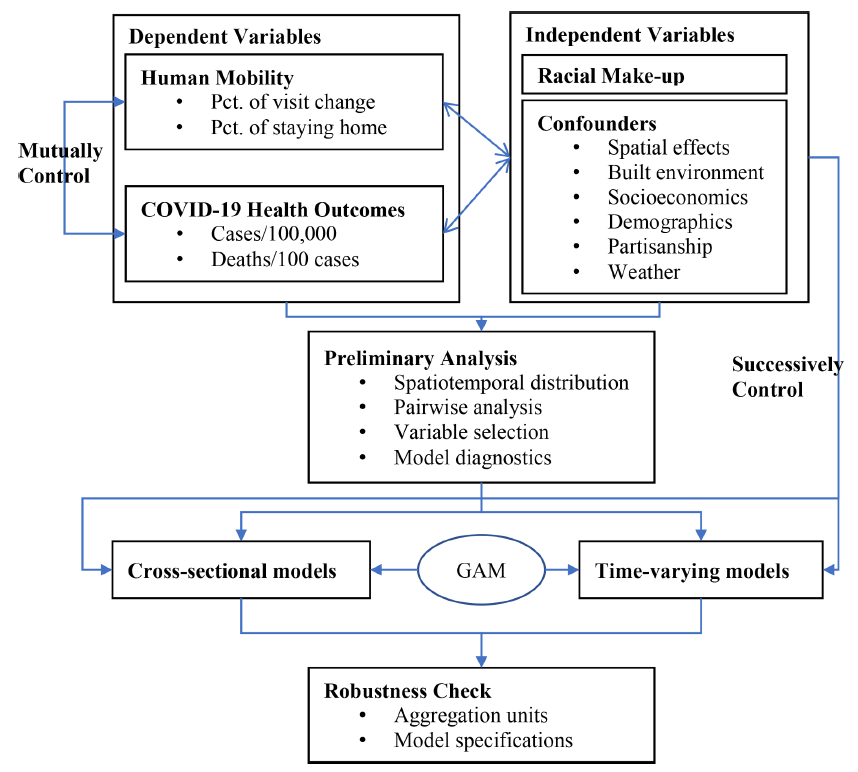 Dependent Variables
Human Mobility
• Pct. of visit change
• Pct. of staying home
Mutually
Control
COVID-19 Health Outcomes
• Cases/100,000
• Deaths/100 cases
Independent Variables
Racial Make-up
Confounders
• Spatial effects
• Built environment
• Socioeconomics
• Demographics
• Partisanship
• Weather
Preliminary Analysis
• Spatiotemporal distribution
• Pairwise analysis
• Variable selection
• Model diagnostics
Successively
Control
Cross-sectional models
GAM
Time-varying models
Robustness Check
• Aggregation units
• Model specifications